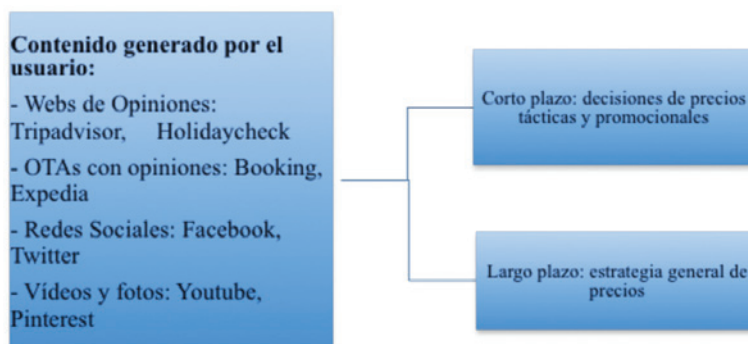 Contenido generado por el
usuario:
- Webs de Opiniones:
Tripadvisor, Holidaycheck
- OTAs con opiniones: Booking,
Expedia
- Redes Sociales: Facebook,
Twitter
- Vídeos y fotos: Youtube,
Pinterest
Corto plazo: decisiones de precios
tácticas y promocionales
Largo plazo: estrategia general de
precios